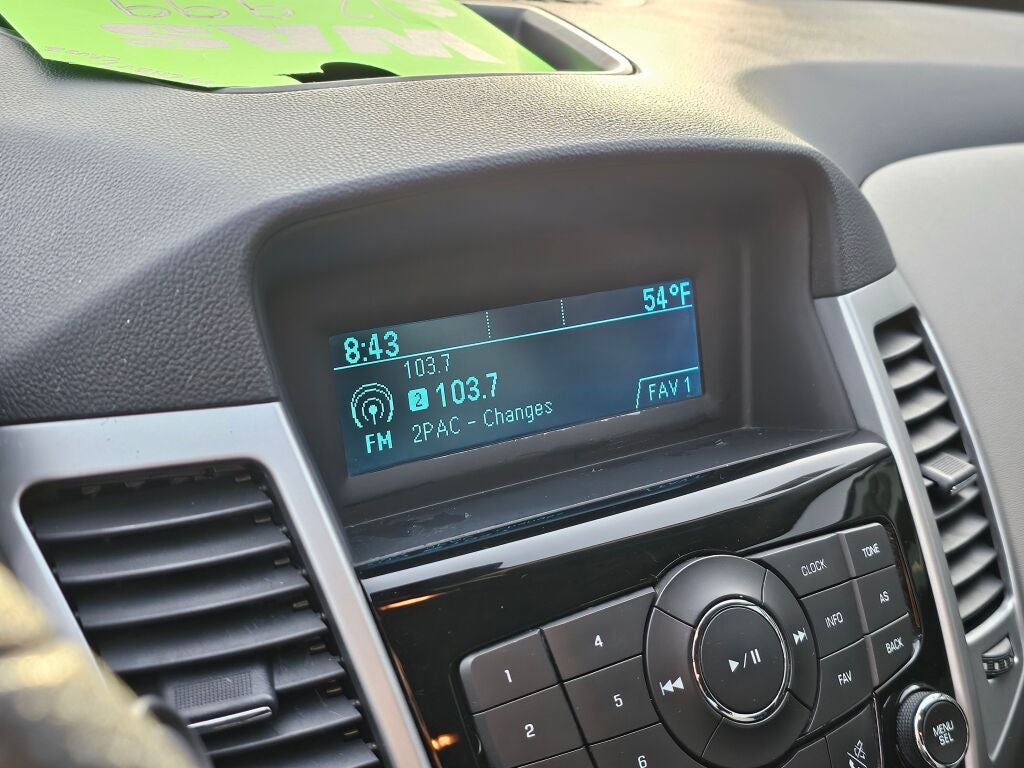 WAS
8:43
54°F
103.7
2 103.7
FM
2PAC - Changes
FAV 1
1
4
2
5
6
CLOCK
TONE
INFO
AS
FAV
BACK
MENU
SEL